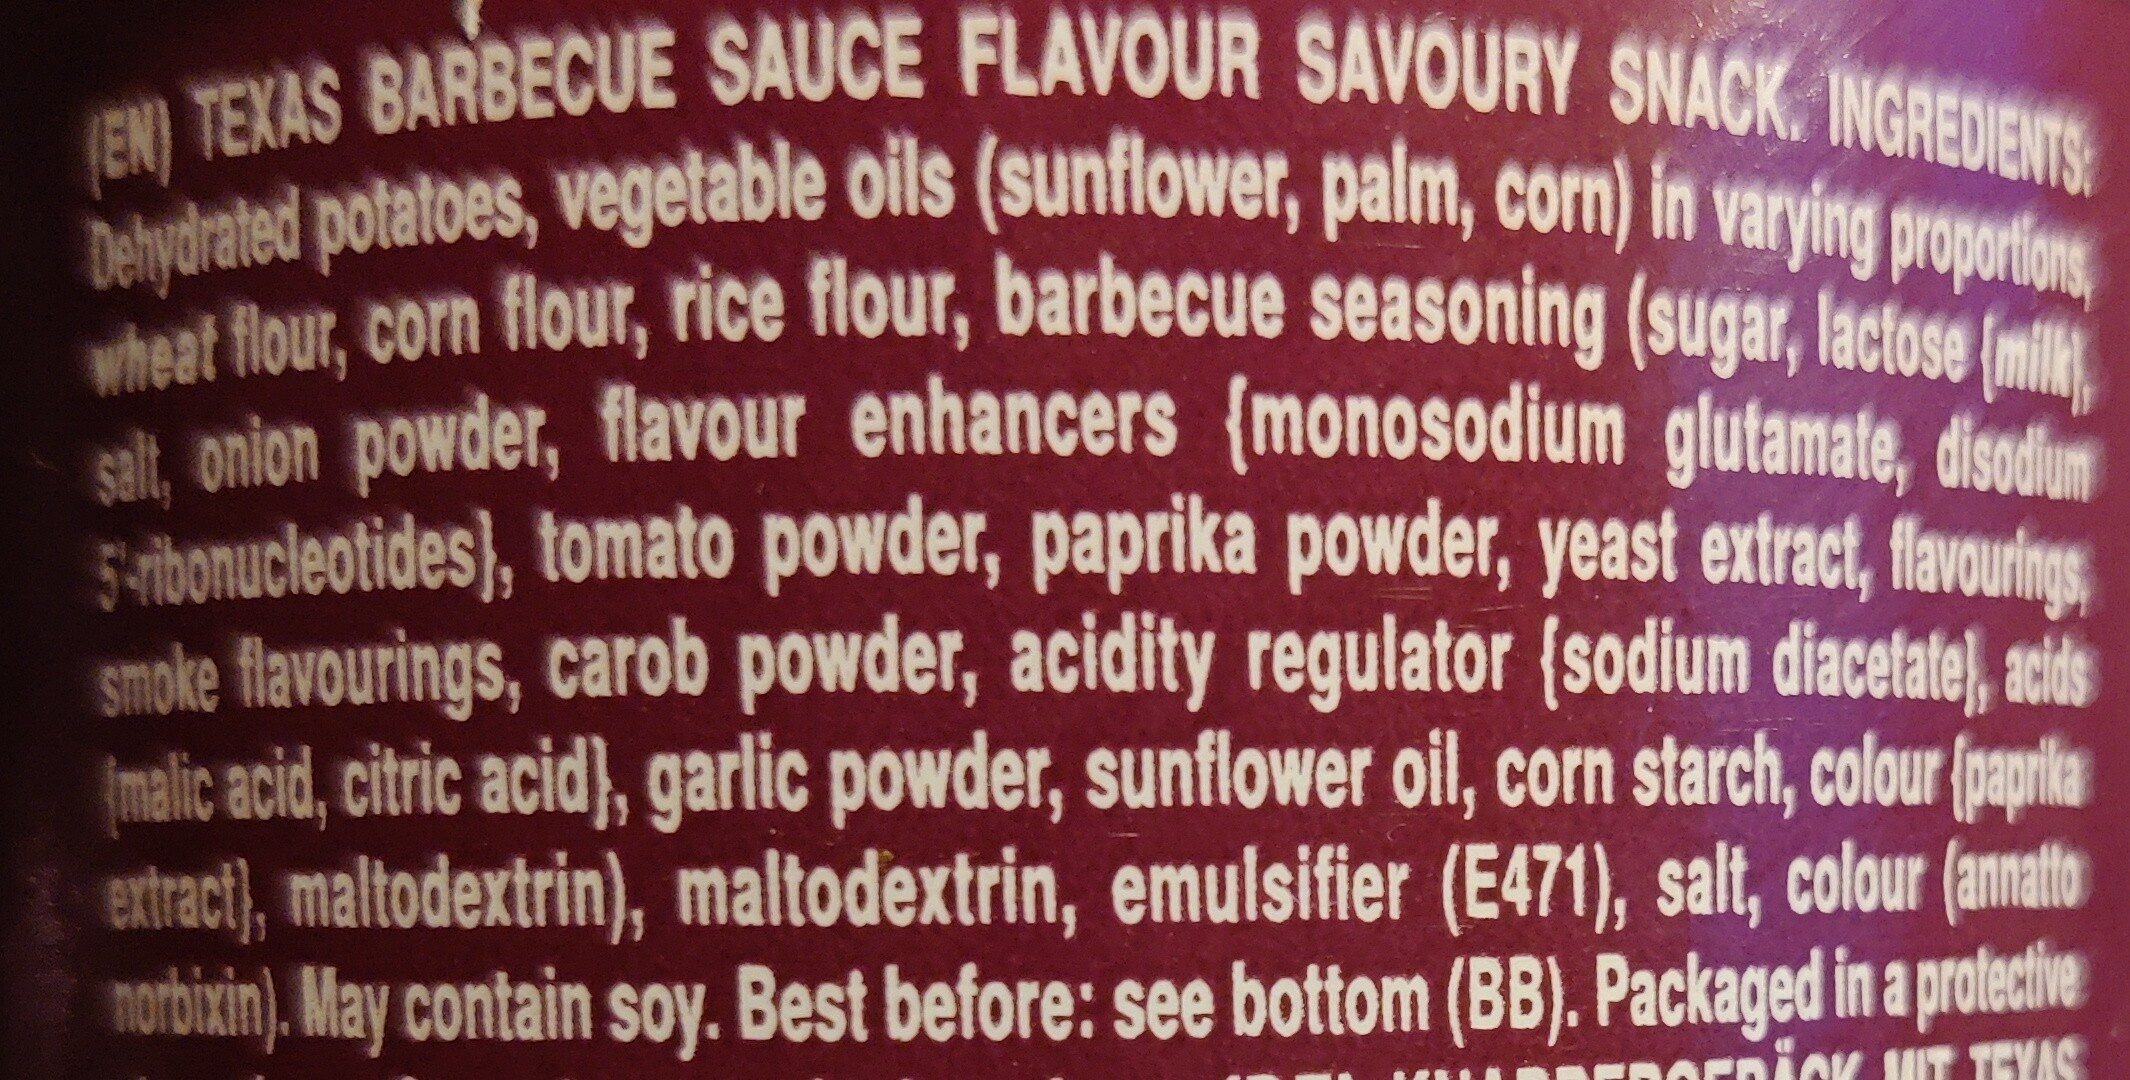 (EN) TEXAS BARBECUE SAUCE FLAVOUR SAVOURY SNACK. INGREDIENTS:
Dehydrated potatoes, vegetable oils (sunflower, palm, corn) in varying proportions,
wheat flour, corn flour, rice flour, barbecue seasoning (sugar, lactose {milk},
salt, onion powder, flavour enhancers {monosodium glutamate, disodium
5'-ribonucleotides}, tomato powder, paprika powder, yeast extract, flavourings,
smoke flavourings, carob powder, acidity regulator {sodium diacetate}, acids
{malic acid, citric acid}, garlic powder, sunflower oil, corn starch, colour {paprika
extract}, maltodextrin), maltodextrin, emulsifier (E471), salt, colour (annatto
norbixin). May contain soy. Best before: see bottom (BB). Packaged in a protective
KNABBERGEBÄCK MIT TEXAS